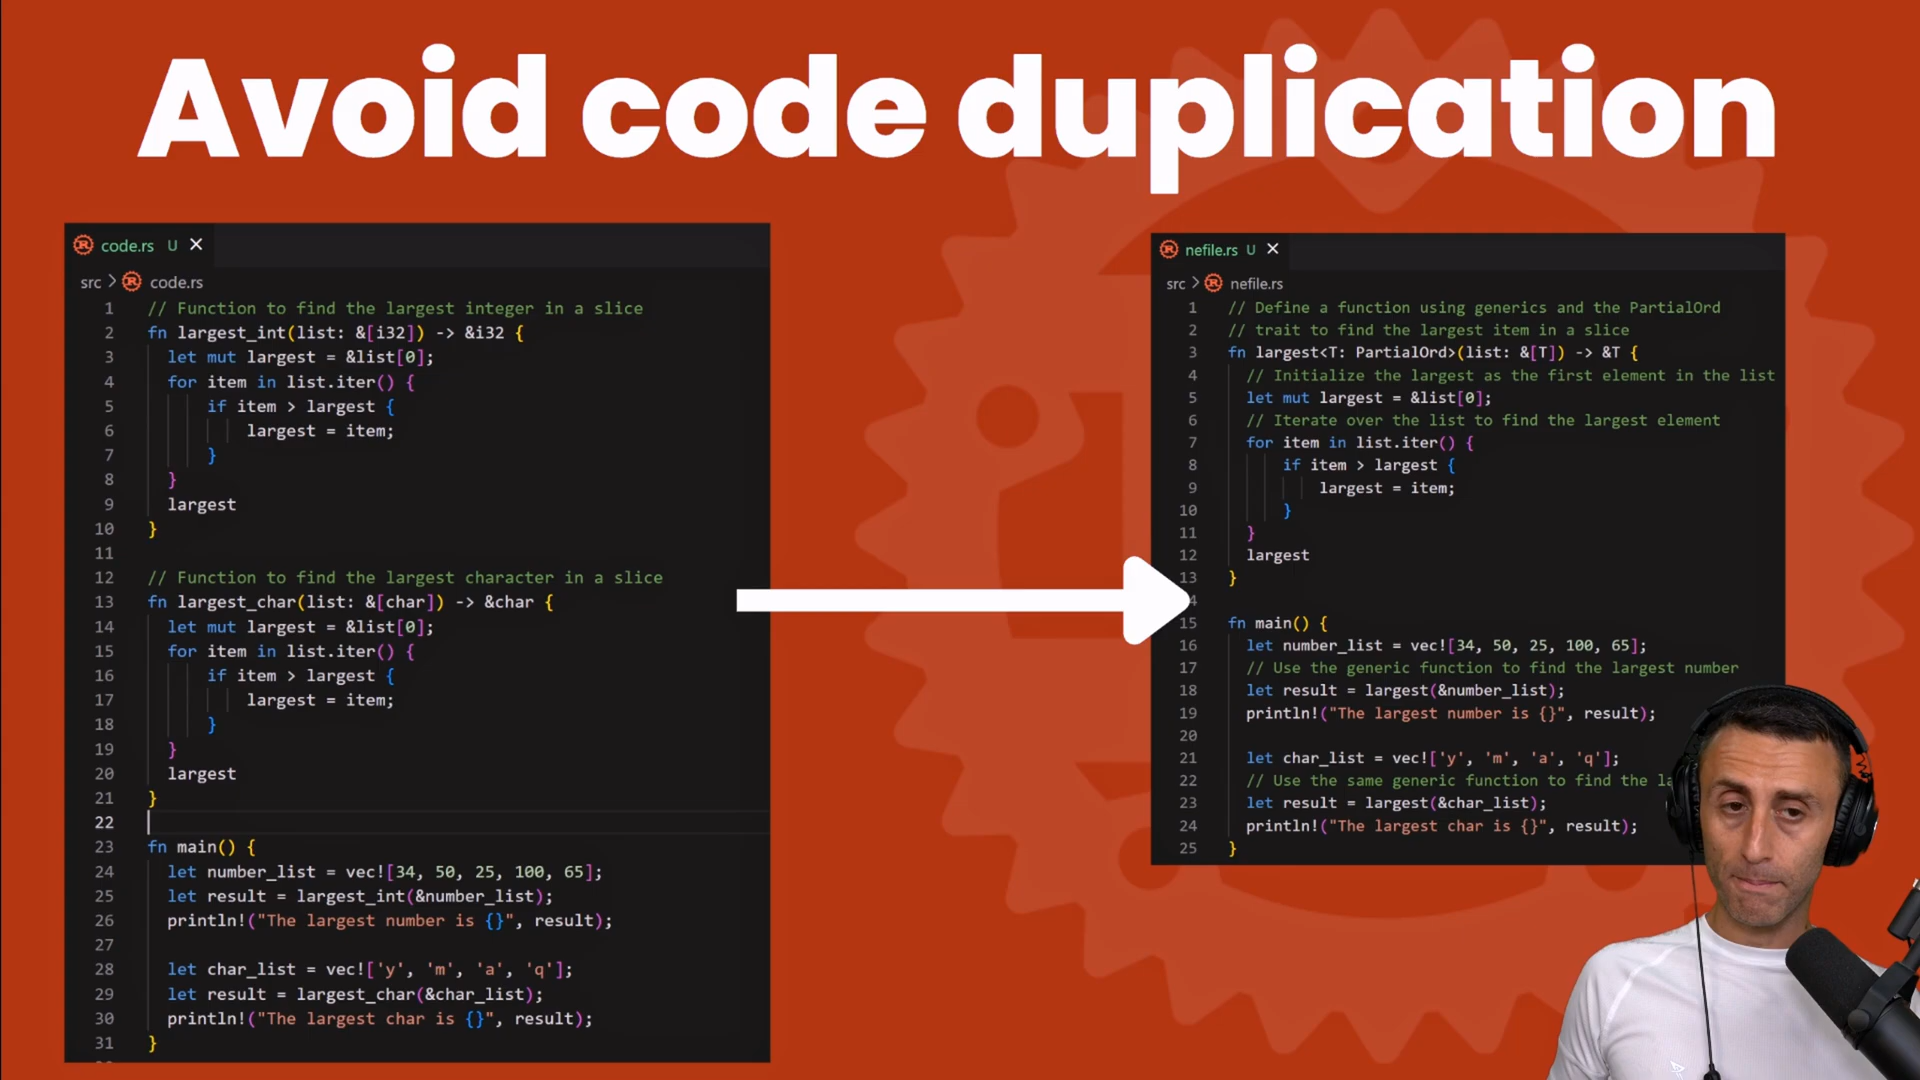 Avoid code duplication
code.rs U
src > code.rs
1 // Function to find the largest integer in a slice
2 fn largest_int(list: &[i32]) -> &i32 {
3 let mut largest = &list[0];
4 for item in list.iter() {
5 if item > largest {
6 largest = item;
7 }
8 }
9 largest
10 }
11
12 // Function to find the largest character in a slice
13 fn largest_char(list: &[char]) -> &char {
14 let mut largest = &list[0];
15 for item in list.iter() {
16 if item > largest {
17 largest = item;
18 }
19 }
20 largest
21 }
22
23 fn main() {
24 let number_list = vec![34, 50, 25, 100, 65];
25 let result = largest_int(&number_list);
26 println!("The largest number is {}", result);
27
28 let char_list = vec!['y', 'm', 'a', 'q'];
29 let result = largest_char(&char_list);
30 println!("The largest char is {}", result);
31 }
nefile.rs U
src > nefile.rs
1 // Define a function using generics and the PartialOrd
2 // trait to find the largest item in a slice
3 fn largest<T: PartialOrd>(list: &[T]) -> &T {
4 // Initialize the largest as the first element in the list
5 let mut largest = &list[0];
6 // Iterate over the list to find the largest element
7 for item in list.iter() {
8 if item > largest {
9 largest = item;
10 }
11 }
12 largest
13 }
4
15 fn main() {
16 let number_list = vec![34, 50, 25, 100, 65];
17 // Use the generic function to find the largest number
18 let result = largest(&number_list);
19 println!("The largest number is {}", result);
20
21 let char_list = vec!['y', 'm', 'a', 'q'];
22 // Use the same generic function to find the
23 let result = largest(&char_list);
24 println!("The largest char is {}", result);
25 }